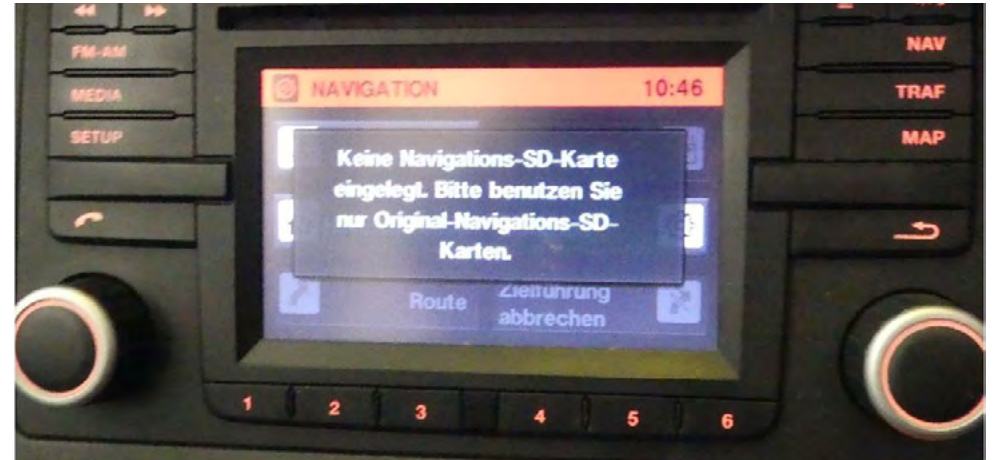 FM-AM
MEDIA
SETUP
NAV
TRAF
MAP
NAVIGATION 10:46
Keine Navigations-SD-Karte
eingelegt. Bitte benutzen Sie
nur Original-Navigations-SD-
Karten.
Route
Zielführung
abbrechen
1 2 3 4 5 6